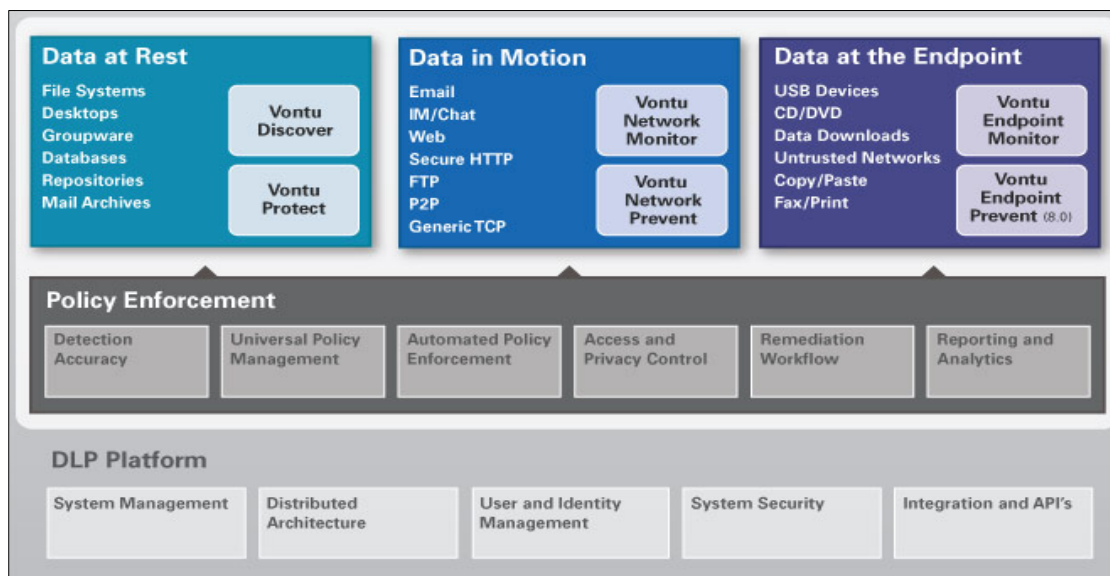 Data at Rest
File Systems
Desktops
Groupware
Databases
Repositories
Mail Archives
Vontu
Discover
Vontu
Protect
Data in Motion
Email
IM/Chat
Web
Secure HTTP
FTP
P2P
Generic TCP
Vontu
Network
Monitor
Vontu
Network
Prevent
Data at the Endpoint
USB Devices
CD/DVD
Data Downloads
Untrusted Networks
Copy/Paste
Fax/Print
Vontu
Endpoint
Monitor
Vontu
Endpoint
Prevent (8.0)
Policy Enforcement
Detection
Accuracy
Universal Policy
Management
Automated Policy
Enforcement
Access and
Privacy Control
Remediation
Workflow
Reporting and
Analytics
DLP Platform
System Management
Distributed
Architecture
User and Identity
Management
System Security
Integration and API's